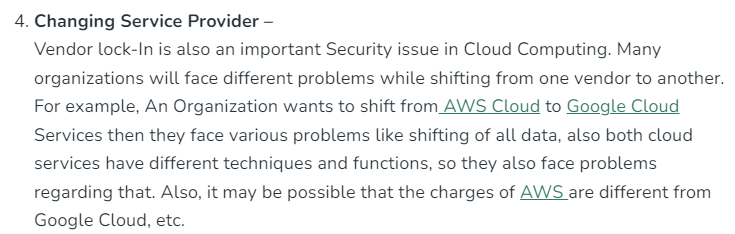 4. Changing Service Provider –
Vendor lock-In is also an important Security issue in Cloud Computing. Many
organizations will face different problems while shifting from one vendor to another.
For example, An Organization wants to shift from AWS Cloud to Google Cloud
Services then they face various problems like shifting of all data, also both cloud
services have different techniques and functions, so they also face problems
regarding that. Also, it may be possible that the charges of AWS are different from
Google Cloud, etc.